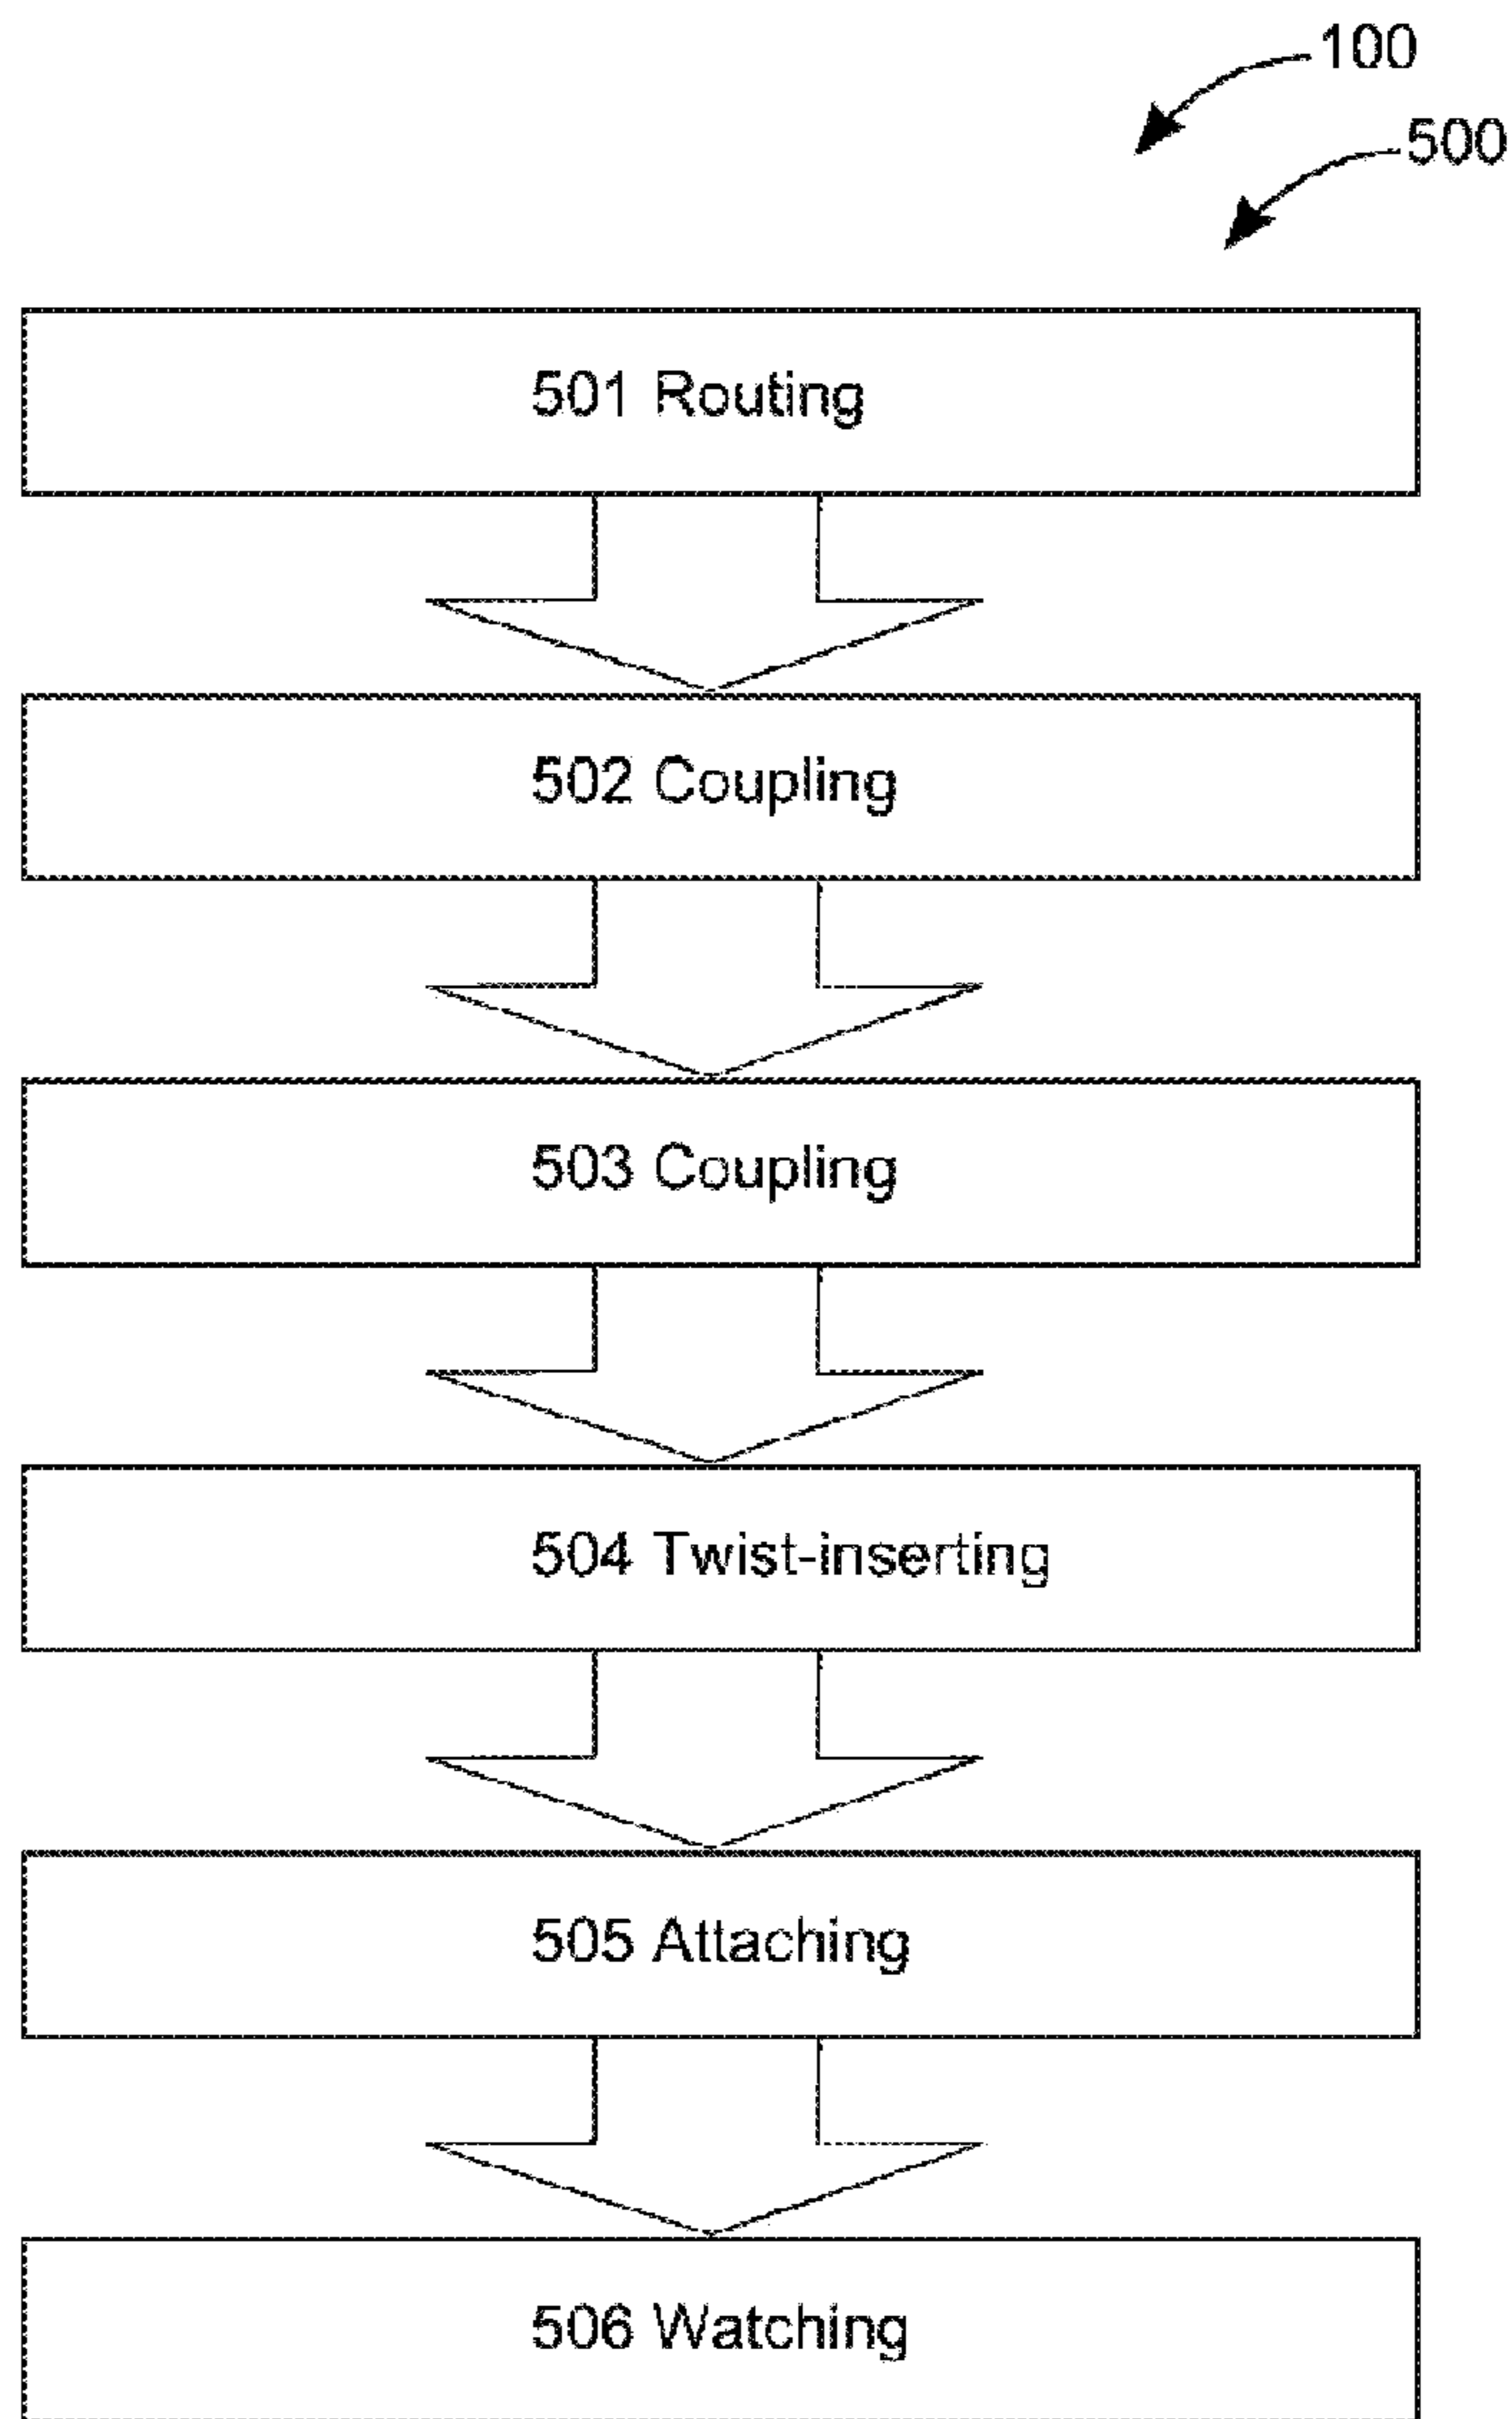 100
500
501 Routing
502 Coupling
503 Coupling
504 Twist-inserting
505 Attaching
506 Watching